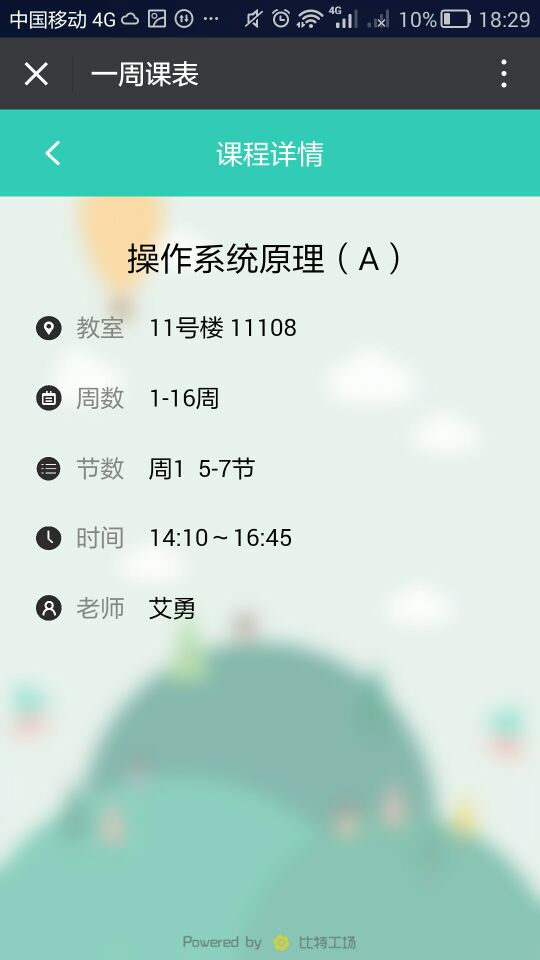 中国移动 4G ··· 4G 10% 18:29
一周课表
课程详情
操作系统原理（A）
教室 11号楼 11108
周数 1-16周
节数 周1 5-7节
时间 14:10～16:45
老师 艾勇
Powered by 比特工场